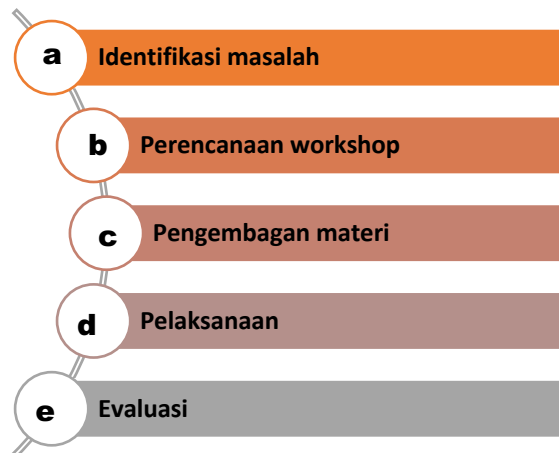 a Identifikasi masalah
b Perencanaan workshop
c Pengembagan materi
d Pelaksanaan
e Evaluasi